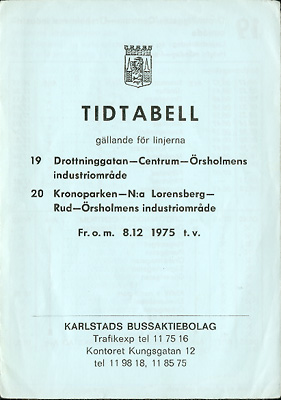 TIDTABELL
gällande för linjerna
19 Drottninggatan—Centrum—Örsholmens
industriområde
20 Kronoparken—N:a Lorensberg—
Rud—Örsholmens industriområde
Fr. o. m. 8.12 1975 t. v.
KARLSTADS BUSSAKTIEBOLAG
Trafikexp tel 11 75 16
Kontoret Kungsgatan 12
tel 11 98 18, 11 85 75